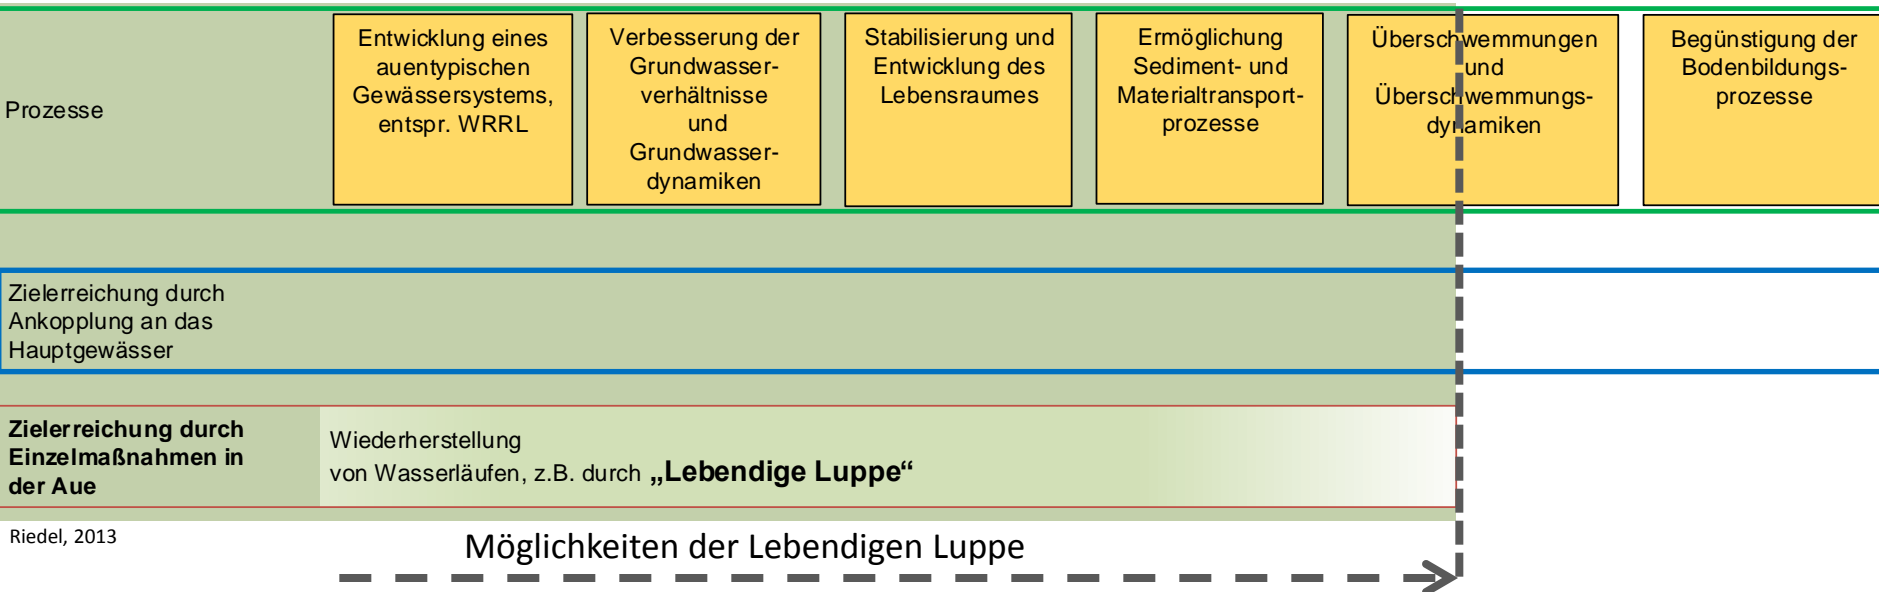 Prozesse
Entwicklung eines
auentypischen
Gewässersystems,
entspr. WRRL
Verbesserung der
Grundwasser-
verhältnisse
und
Grundwasser-
dynamiken
Stabilisierung und
Entwicklung des
Lebensraumes
Ermöglichung
Sediment- und
Materialtransport-
prozesse
Überschwemmungen
und
Überschwemmungs-
dynamiken
Begünstigung der
Bodenbildungs-
prozesse
Zielerreichung durch
Ankopplung an das
Hauptgewässer
Zielerreichung durch
Einzelmaßnahmen in
der Aue
Wiederherstellung
von Wasserläufen, z.B. durch „Lebendige Luppe“
Riedel, 2013
Möglichkeiten der Lebendigen Luppe